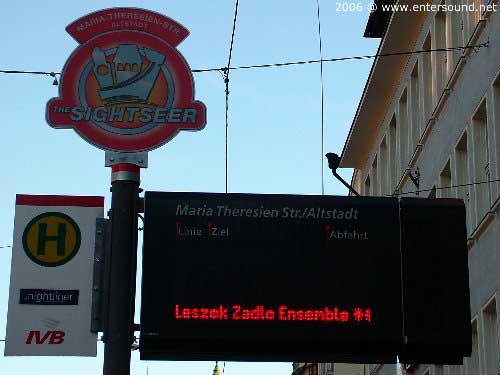 2006 © www.entersound.net
MARIA-THERESIEN-STR.
ALTSTADT
THE SIGHTSEER
H
nightliner
IVB
Maria Theresien Str./Altstadt
Linie Ziel Abfahrt
Leszek Zadlo Ensemble **